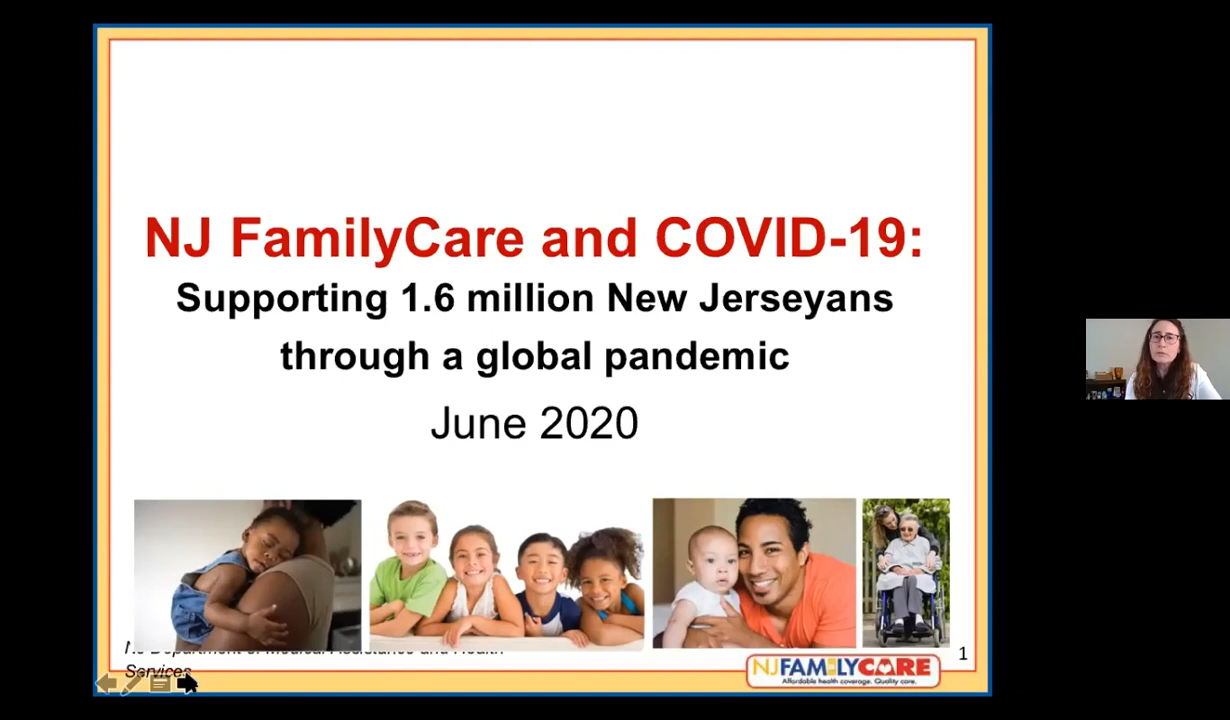 NJ FamilyCare and COVID-19:
Supporting 1.6 million New Jerseyans
through a global pandemic
June 2020
NJ Department of Medical Assistance and Health
Services
1
NJFAMILYCARE
Affordable health coverage. Quality care.